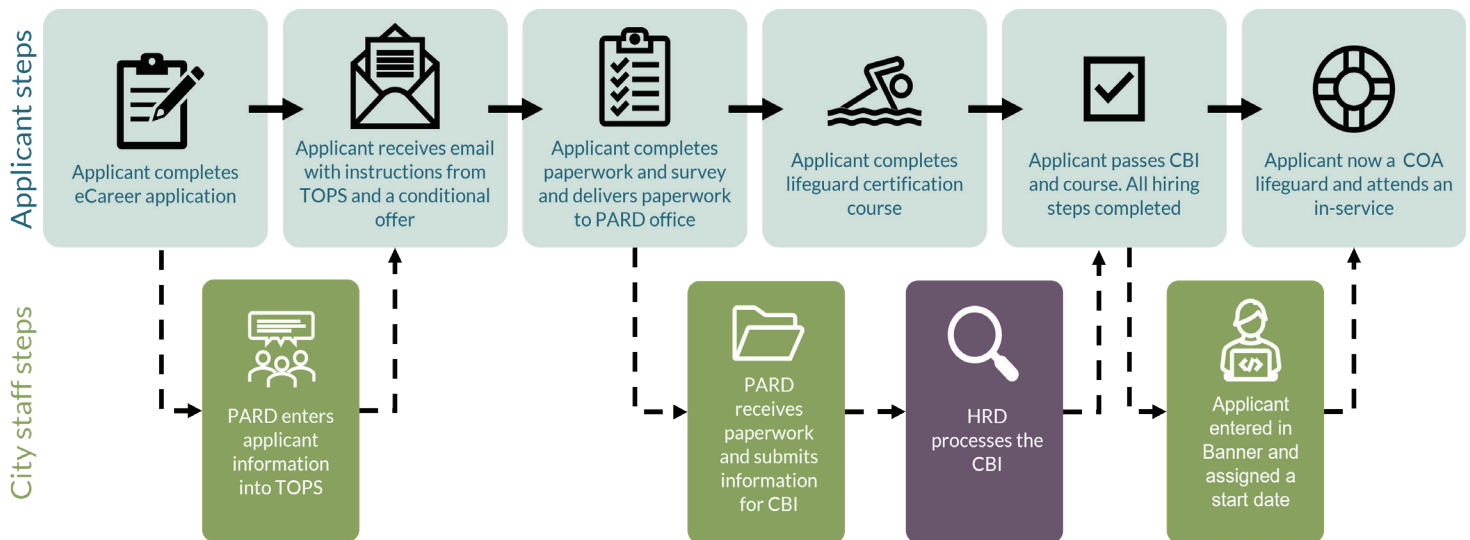 Applicant steps
Applicant completes
eCareer application
Applicant receives email
with instructions from
TOPS and a conditional
offer
Applicant completes
paperwork and survey
and delivers paperwork
to PARD office
Applicant completes
lifeguard certification
course
Applicant passes CBI
and course. All hiring
steps completed
Applicant now a COA
lifeguard and attends an
in-service
City staff steps
PARD enters
applicant
information
into TOPS
PARD
receives
paperwork
and submits
information
for CBI
HRD
processes the
CBI
</>
Applicant
entered in
Banner and
assigned a
start date